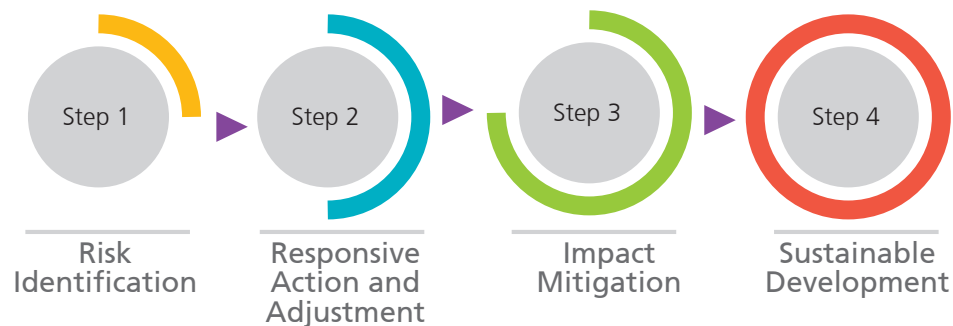 Step 1
Step 2
Step 3
Step 4
Risk
Identification
Responsive
Action and
Adjustment
Impact
Mitigation
Sustainable
Development